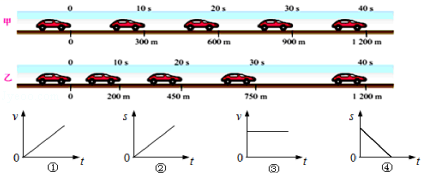 0 10 s 20 s 30 s 40 s
甲
0 300 m 600 m 900 m 1 200 m
0 10 s 20 s 30 s 40 s
乙
0 200 m 450 m 750 m 1 200 m
v s v s
0 t 0 t 0 t 0 t
① ② ③ ④